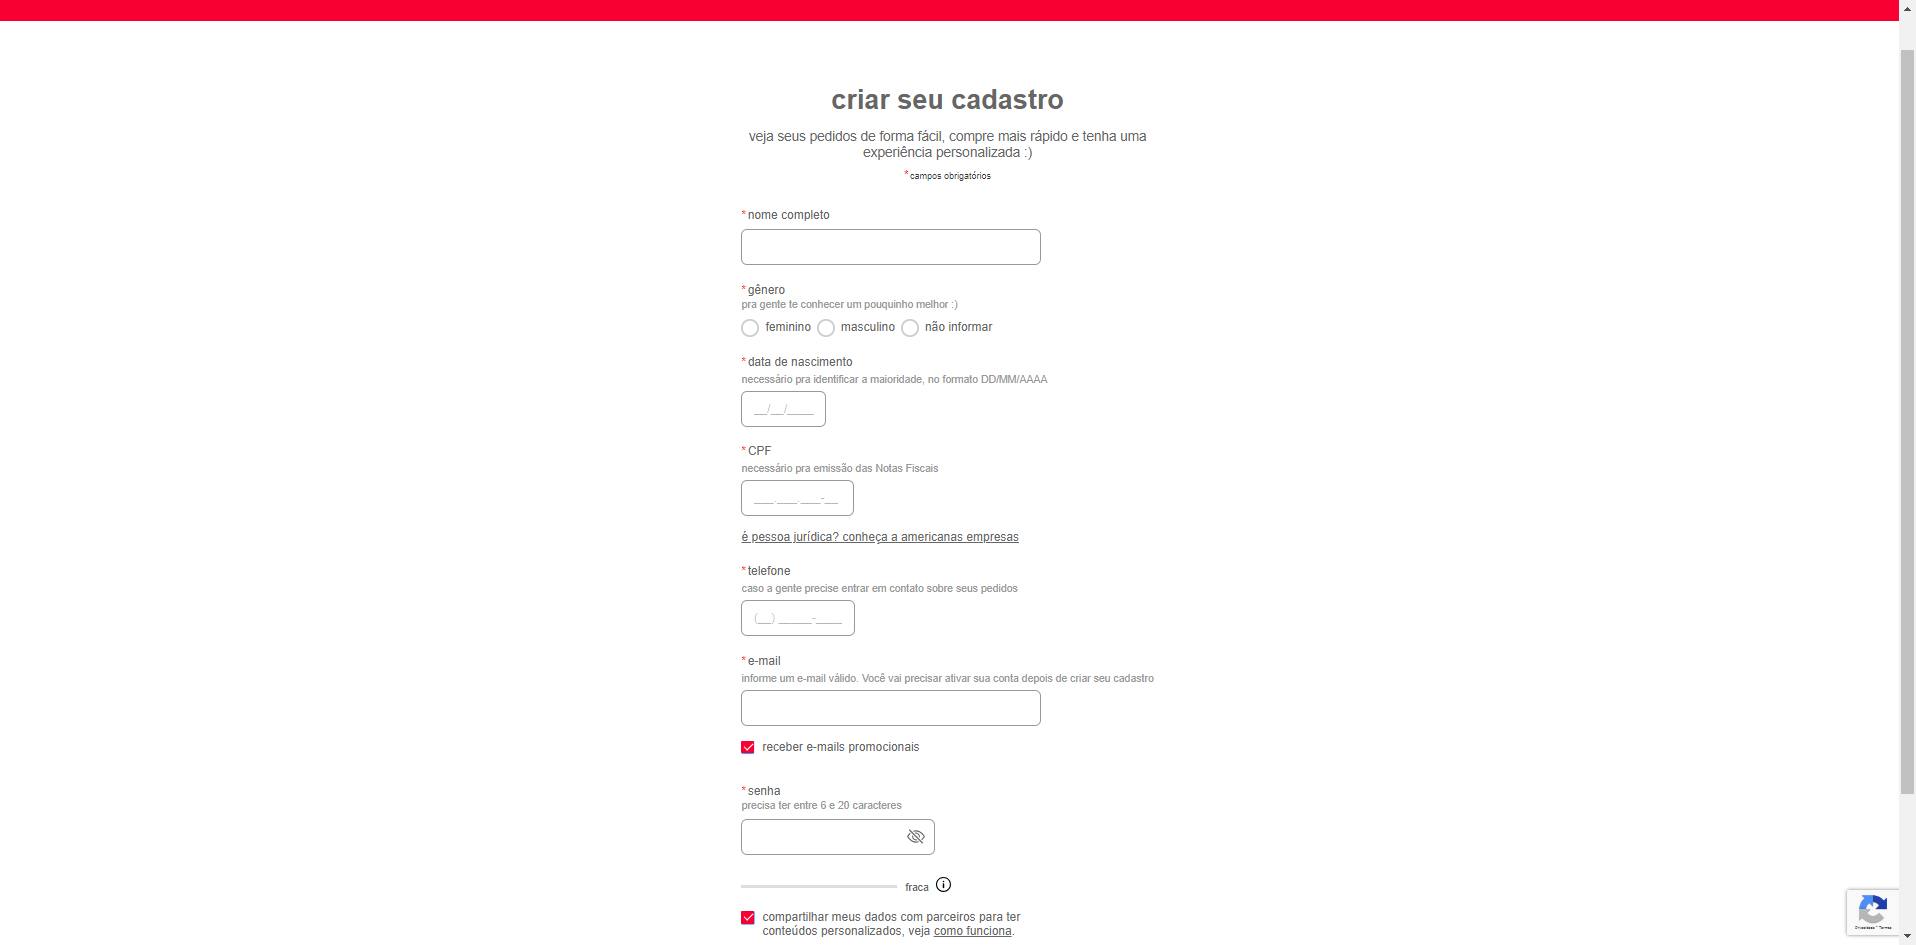 criar seu cadastro
veja seus pedidos de forma fácil, compre mais rápido e tenha uma
experiência personalizada :)
*campos obrigatórios
*nome completo
*gênero
pra gente te conhecer um pouquinho melhor :)
feminino masculino não informar
*data de nascimento
necessário pra identificar a maioridade, no formato DD/MM/AAAA
__/__/____
*CPF
necessário pra emissão das Notas Fiscais
___.___.___-__
é pessoa jurídica? conheça a americanas empresas
*telefone
caso a gente precise entrar em contato sobre seus pedidos
(__) _____-____
*e-mail
informe um e-mail válido. Você vai precisar ativar sua conta depois de criar seu cadastro
receber e-mails promocionais
*senha
precisa ter entre 6 e 20 caracteres
fraca
compartilhar meus dados com parceiros para ter
conteúdos personalizados, veja como funciona.
Privacidade - Termos